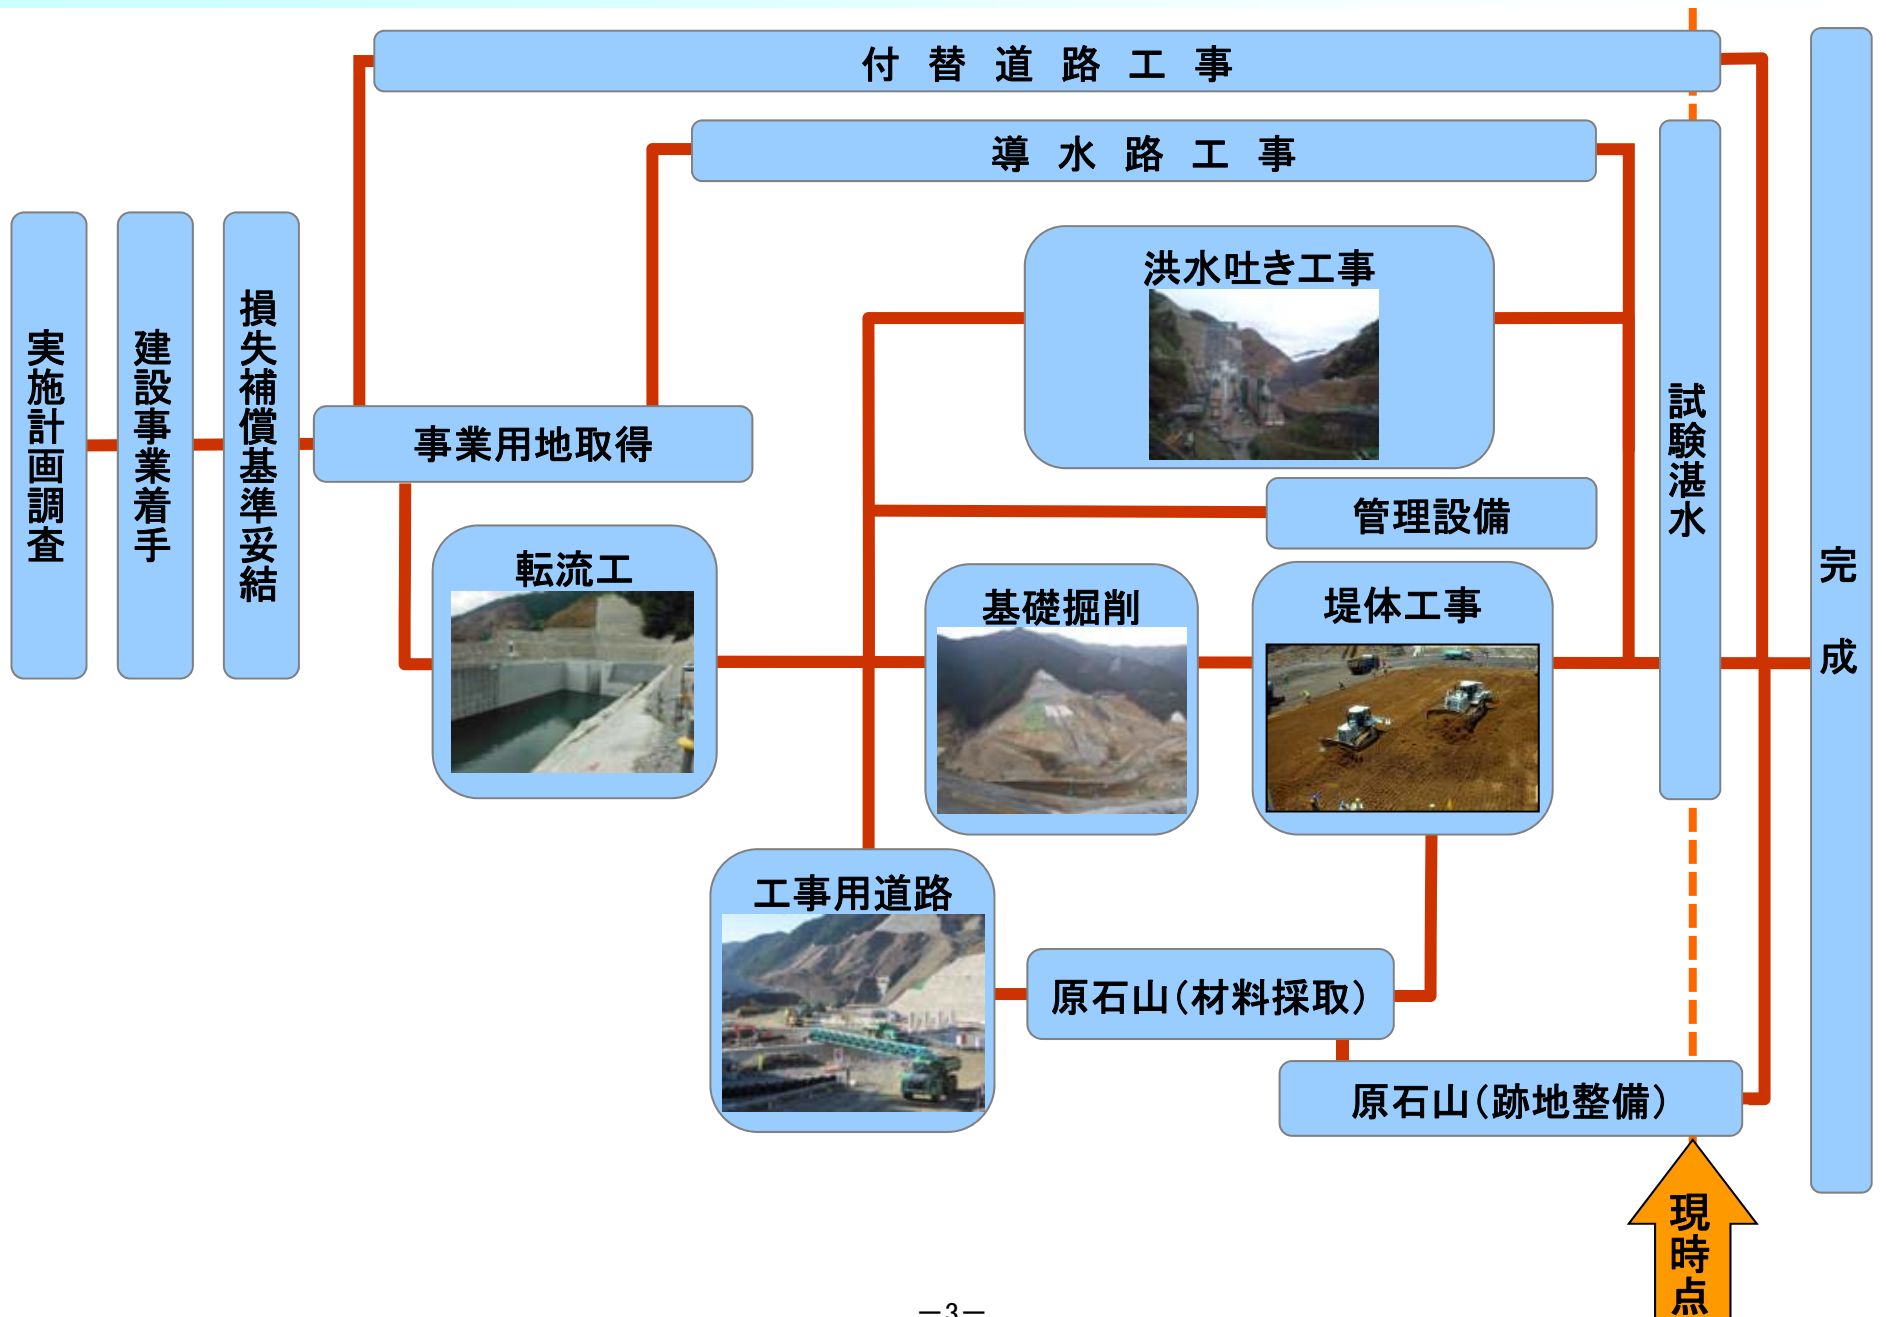 付替道路工事
導水路工事
洪水吐き工事
実施計画調査
建設事業着手
損失補償基準妥結
事業用地取得
試験湛水
管理設備
転流工
基礎掘削
堤体工事
完成
工事用道路
原石山(材料採取)
原石山(跡地整備)
現時点
－3－